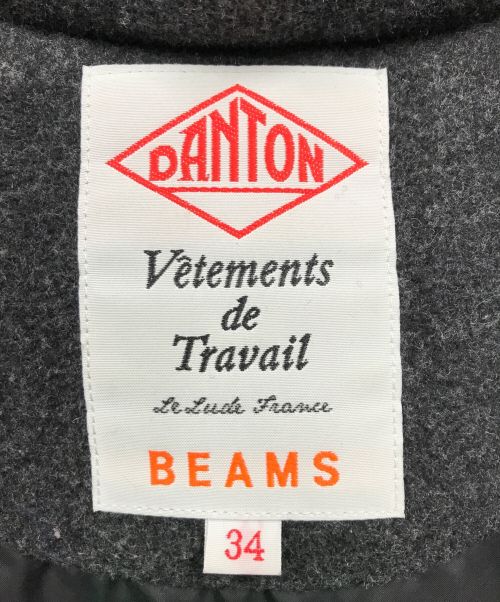 DANTON
Vêtements
de
Travail
Le Lude France
BEAMS
34